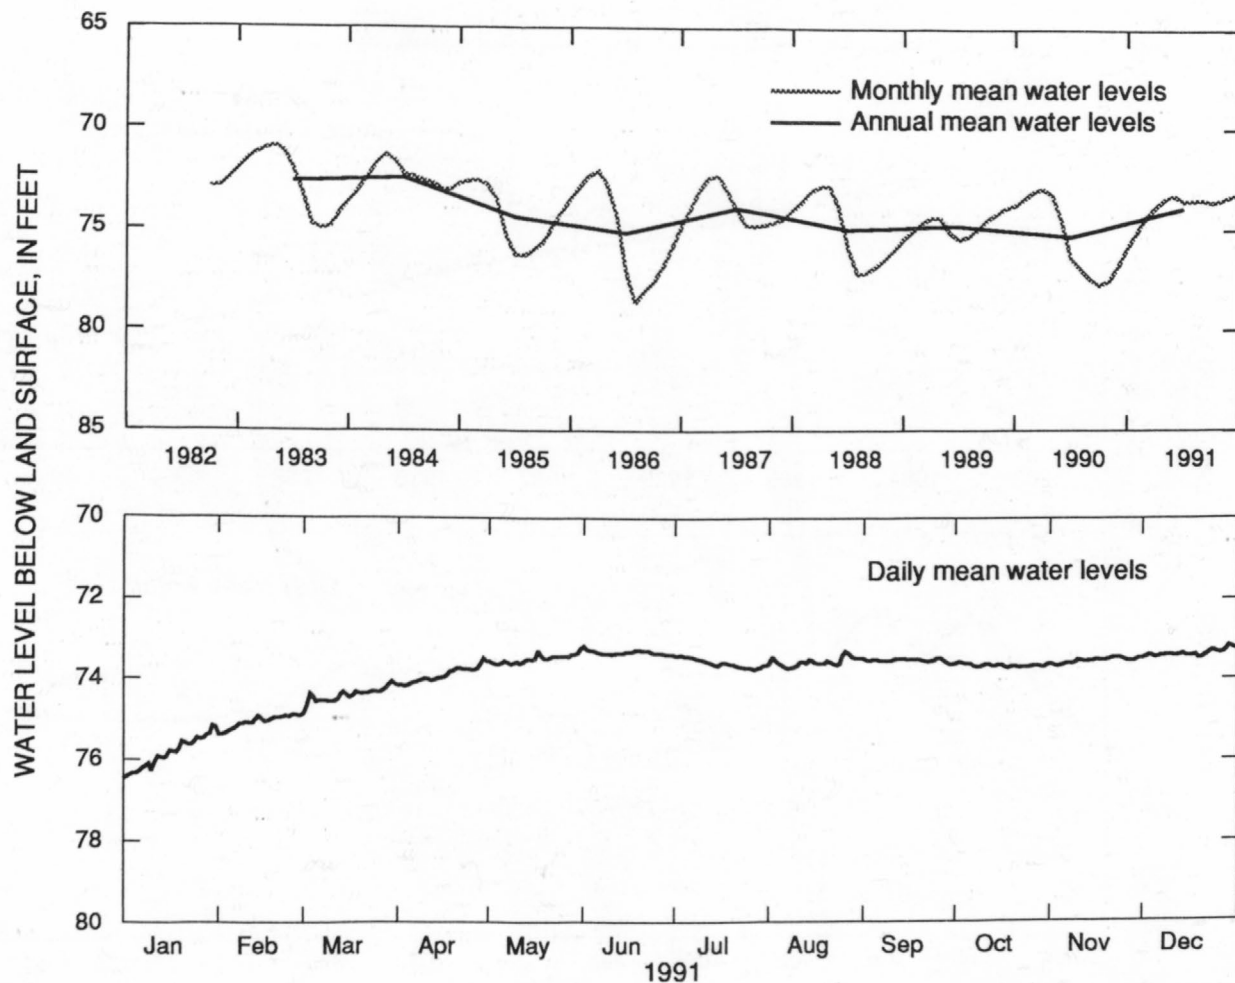 WATER LEVEL BELOW LAND SURFACE, IN FEET
65
70
75
80
85
Monthly mean water levels
Annual mean water levels
1982 1983 1984 1985 1986 1987 1988 1989 1990 1991
70
72
74
76
78
80
Daily mean water levels
Jan Feb Mar Apr May Jun Jul Aug Sep Oct Nov Dec
1991